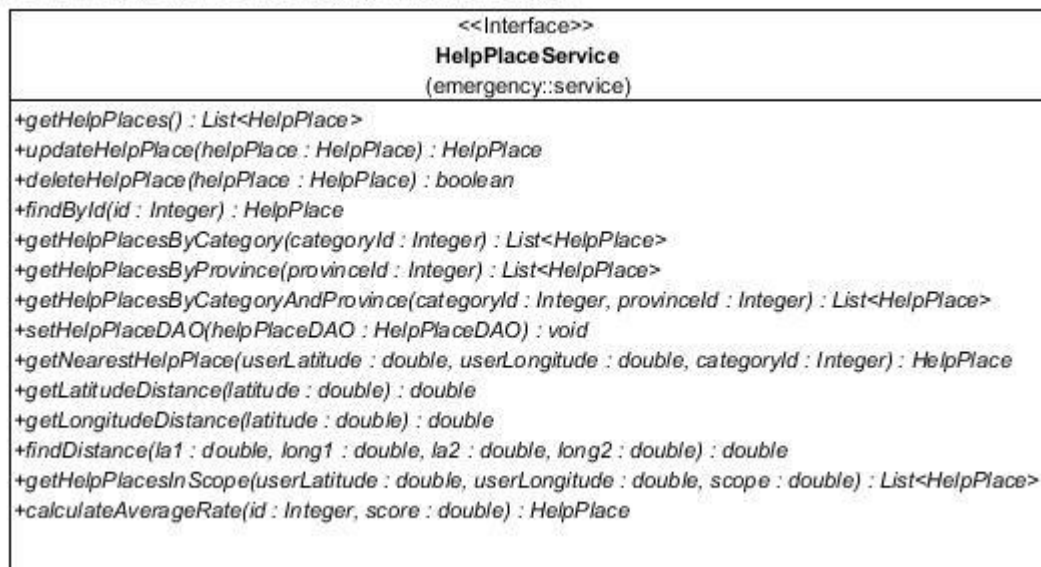 <<Interface>>
HelpPlaceService
(emergency::service)
+getHelpPlaces() : List<HelpPlace>
+updateHelpPlace(helpPlace : HelpPlace) : HelpPlace
+deleteHelpPlace(helpPlace : HelpPlace) : boolean
+findById(id : Integer) : HelpPlace
+getHelpPlacesByCategory(categoryId : Integer) : List<HelpPlace>
+getHelpPlacesByProvince(provinceId : Integer) : List<HelpPlace>
+getHelpPlacesByCategoryAndProvince(categoryId : Integer, provinceId : Integer) : List<HelpPlace>
+setHelpPlaceDAO(helpPlaceDAO : HelpPlaceDAO) : void
+getNearestHelpPlace(userLatitude : double, userLongitude : double, categoryId : Integer) : HelpPlace
+getLatitudeDistance(latitude : double) : double
+getLongitudeDistance(latitude : double) : double
+findDistance(la1 : double, long1 : double, la2 : double, long2 : double) : double
+getHelpPlacesInScope(userLatitude : double, userLongitude : double, scope : double) : List<HelpPlace>
+calculateAverageRate(id : Integer, score : double) : HelpPlace